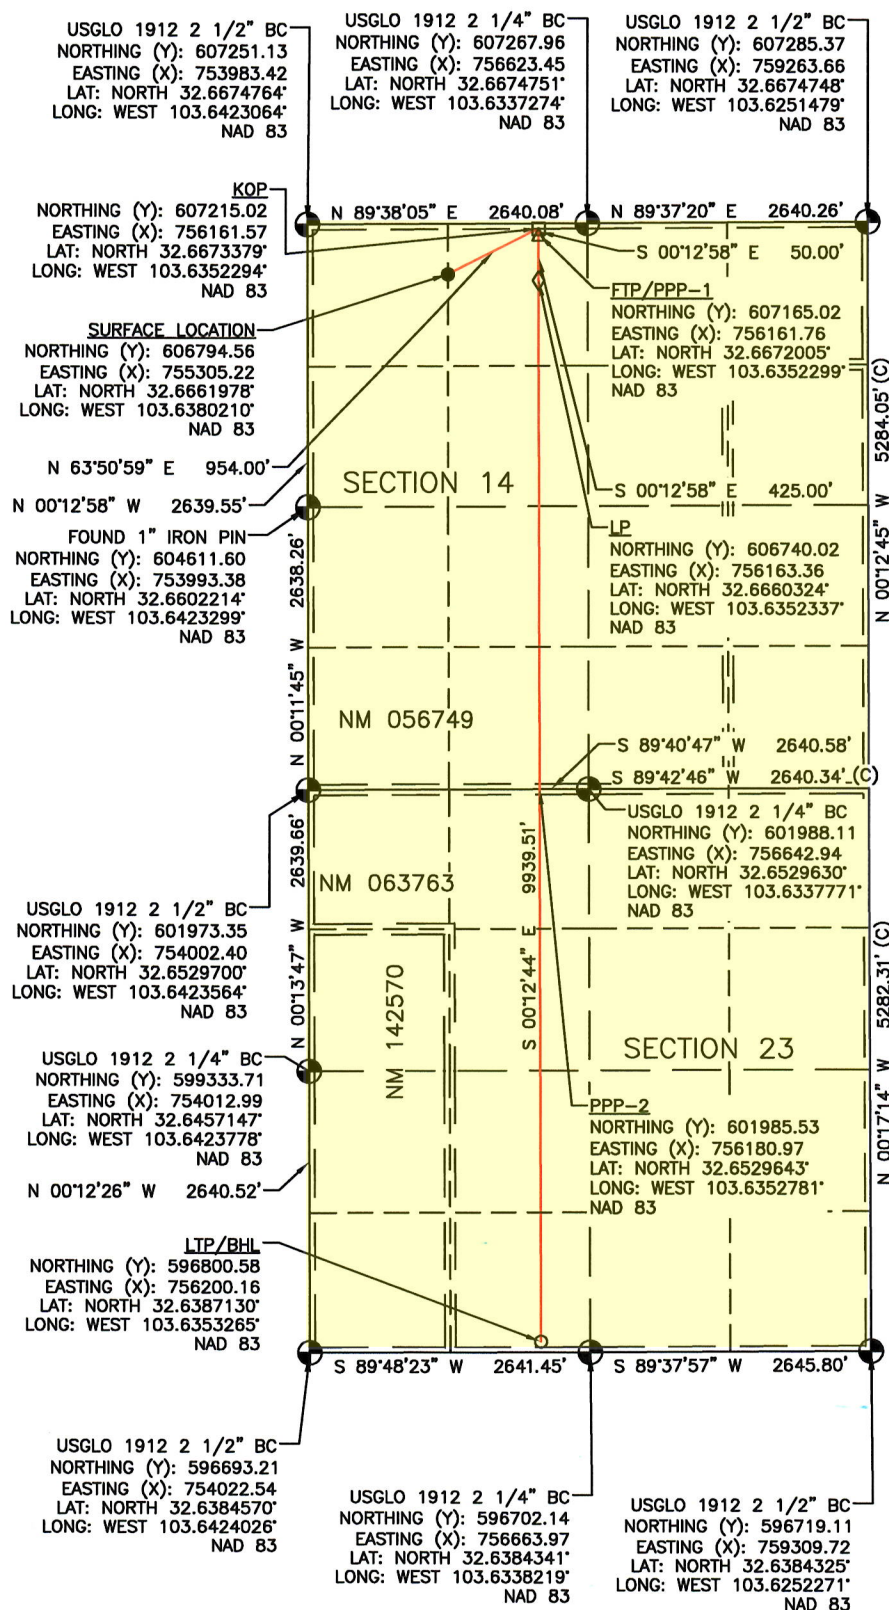 USGLO 1912 2 1/2" BC
NORTHING (Y): 607251.13
EASTING (X): 753983.42
LAT: NORTH 32.6674764°
LONG: WEST 103.6423064°
NAD 83
USGLO 1912 2 1/4" BC
NORTHING (Y): 607267.96
EASTING (X): 756623.45
LAT: NORTH 32.6674751°
LONG: WEST 103.6337274°
NAD 83
USGLO 1912 2 1/2" BC
NORTHING (Y): 607285.37
EASTING (X): 759263.66
LAT: NORTH 32.6674748°
LONG: WEST 103.6251479°
NAD 83
KOP
NORTHING (Y): 607215.02
EASTING (X): 756161.57
LAT: NORTH 32.6673379°
LONG: WEST 103.6352294°
NAD 83
N 89°38'05" E 2640.08'
N 89°37'20" E 2640.26'
S 00°12'58" E 50.00'
FTP/PPP-1
NORTHING (Y): 607165.02
EASTING (X): 756161.76
LAT: NORTH 32.6672005°
LONG: WEST 103.6352299°
NAD 83
SURFACE LOCATION
NORTHING (Y): 606794.56
EASTING (X): 755305.22
LAT: NORTH 32.6661978°
LONG: WEST 103.6380210°
NAD 83
N 63°50'59" E 954.00'
N 00°12'58" W 2639.55'
SECTION 14
S 00°12'58" E 425.00'
N 00°12'45" W 5284.05' (C)
FOUND 1" IRON PIN
NORTHING (Y): 604611.60
EASTING (X): 753993.38
LAT: NORTH 32.6602214°
LONG: WEST 103.6423299°
NAD 83
LP
NORTHING (Y): 606740.02
EASTING (X): 756163.36
LAT: NORTH 32.6660324°
LONG: WEST 103.6352337°
NAD 83
N 00°11'45" W 2638.26'
NM 056749
S 89°40'47" W 2640.58'
S 89°42'46" W 2640.34' (C)
USGLO 1912 2 1/4" BC
NORTHING (Y): 601988.11
EASTING (X): 756642.94
LAT: NORTH 32.6529630°
LONG: WEST 103.6337771°
NAD 83
NM 063763
N 00°13'47" W 2639.66'
S 00°12'44" E 9939.51'
USGLO 1912 2 1/2" BC
NORTHING (Y): 601973.35
EASTING (X): 754002.40
LAT: NORTH 32.6529700°
LONG: WEST 103.6423564°
NAD 83
NM 142570
SECTION 23
N 00°17'14" W 5282.31' (C)
USGLO 1912 2 1/4" BC
NORTHING (Y): 599333.71
EASTING (X): 754012.99
LAT: NORTH 32.6457147°
LONG: WEST 103.6423778°
NAD 83
N 00°12'26" W 2640.52'
PPP-2
NORTHING (Y): 601985.53
EASTING (X): 756180.97
LAT: NORTH 32.6529643°
LONG: WEST 103.6352781°
NAD 83
LTP/BHL
NORTHING (Y): 596800.58
EASTING (X): 756200.16
LAT: NORTH 32.6387130°
LONG: WEST 103.6353265°
NAD 83
S 89°48'23" W 2641.45'
S 89°37'57" W 2645.80'
USGLO 1912 2 1/2" BC
NORTHING (Y): 596693.21
EASTING (X): 754022.54
LAT: NORTH 32.6384570°
LONG: WEST 103.6424026°
NAD 83
USGLO 1912 2 1/4" BC
NORTHING (Y): 596702.14
EASTING (X): 756663.97
LAT: NORTH 32.6384341°
LONG: WEST 103.6338219°
NAD 83
USGLO 1912 2 1/2" BC
NORTHING (Y): 596719.11
EASTING (X): 759309.72
LAT: NORTH 32.6384325°
LONG: WEST 103.6252271°
NAD 83